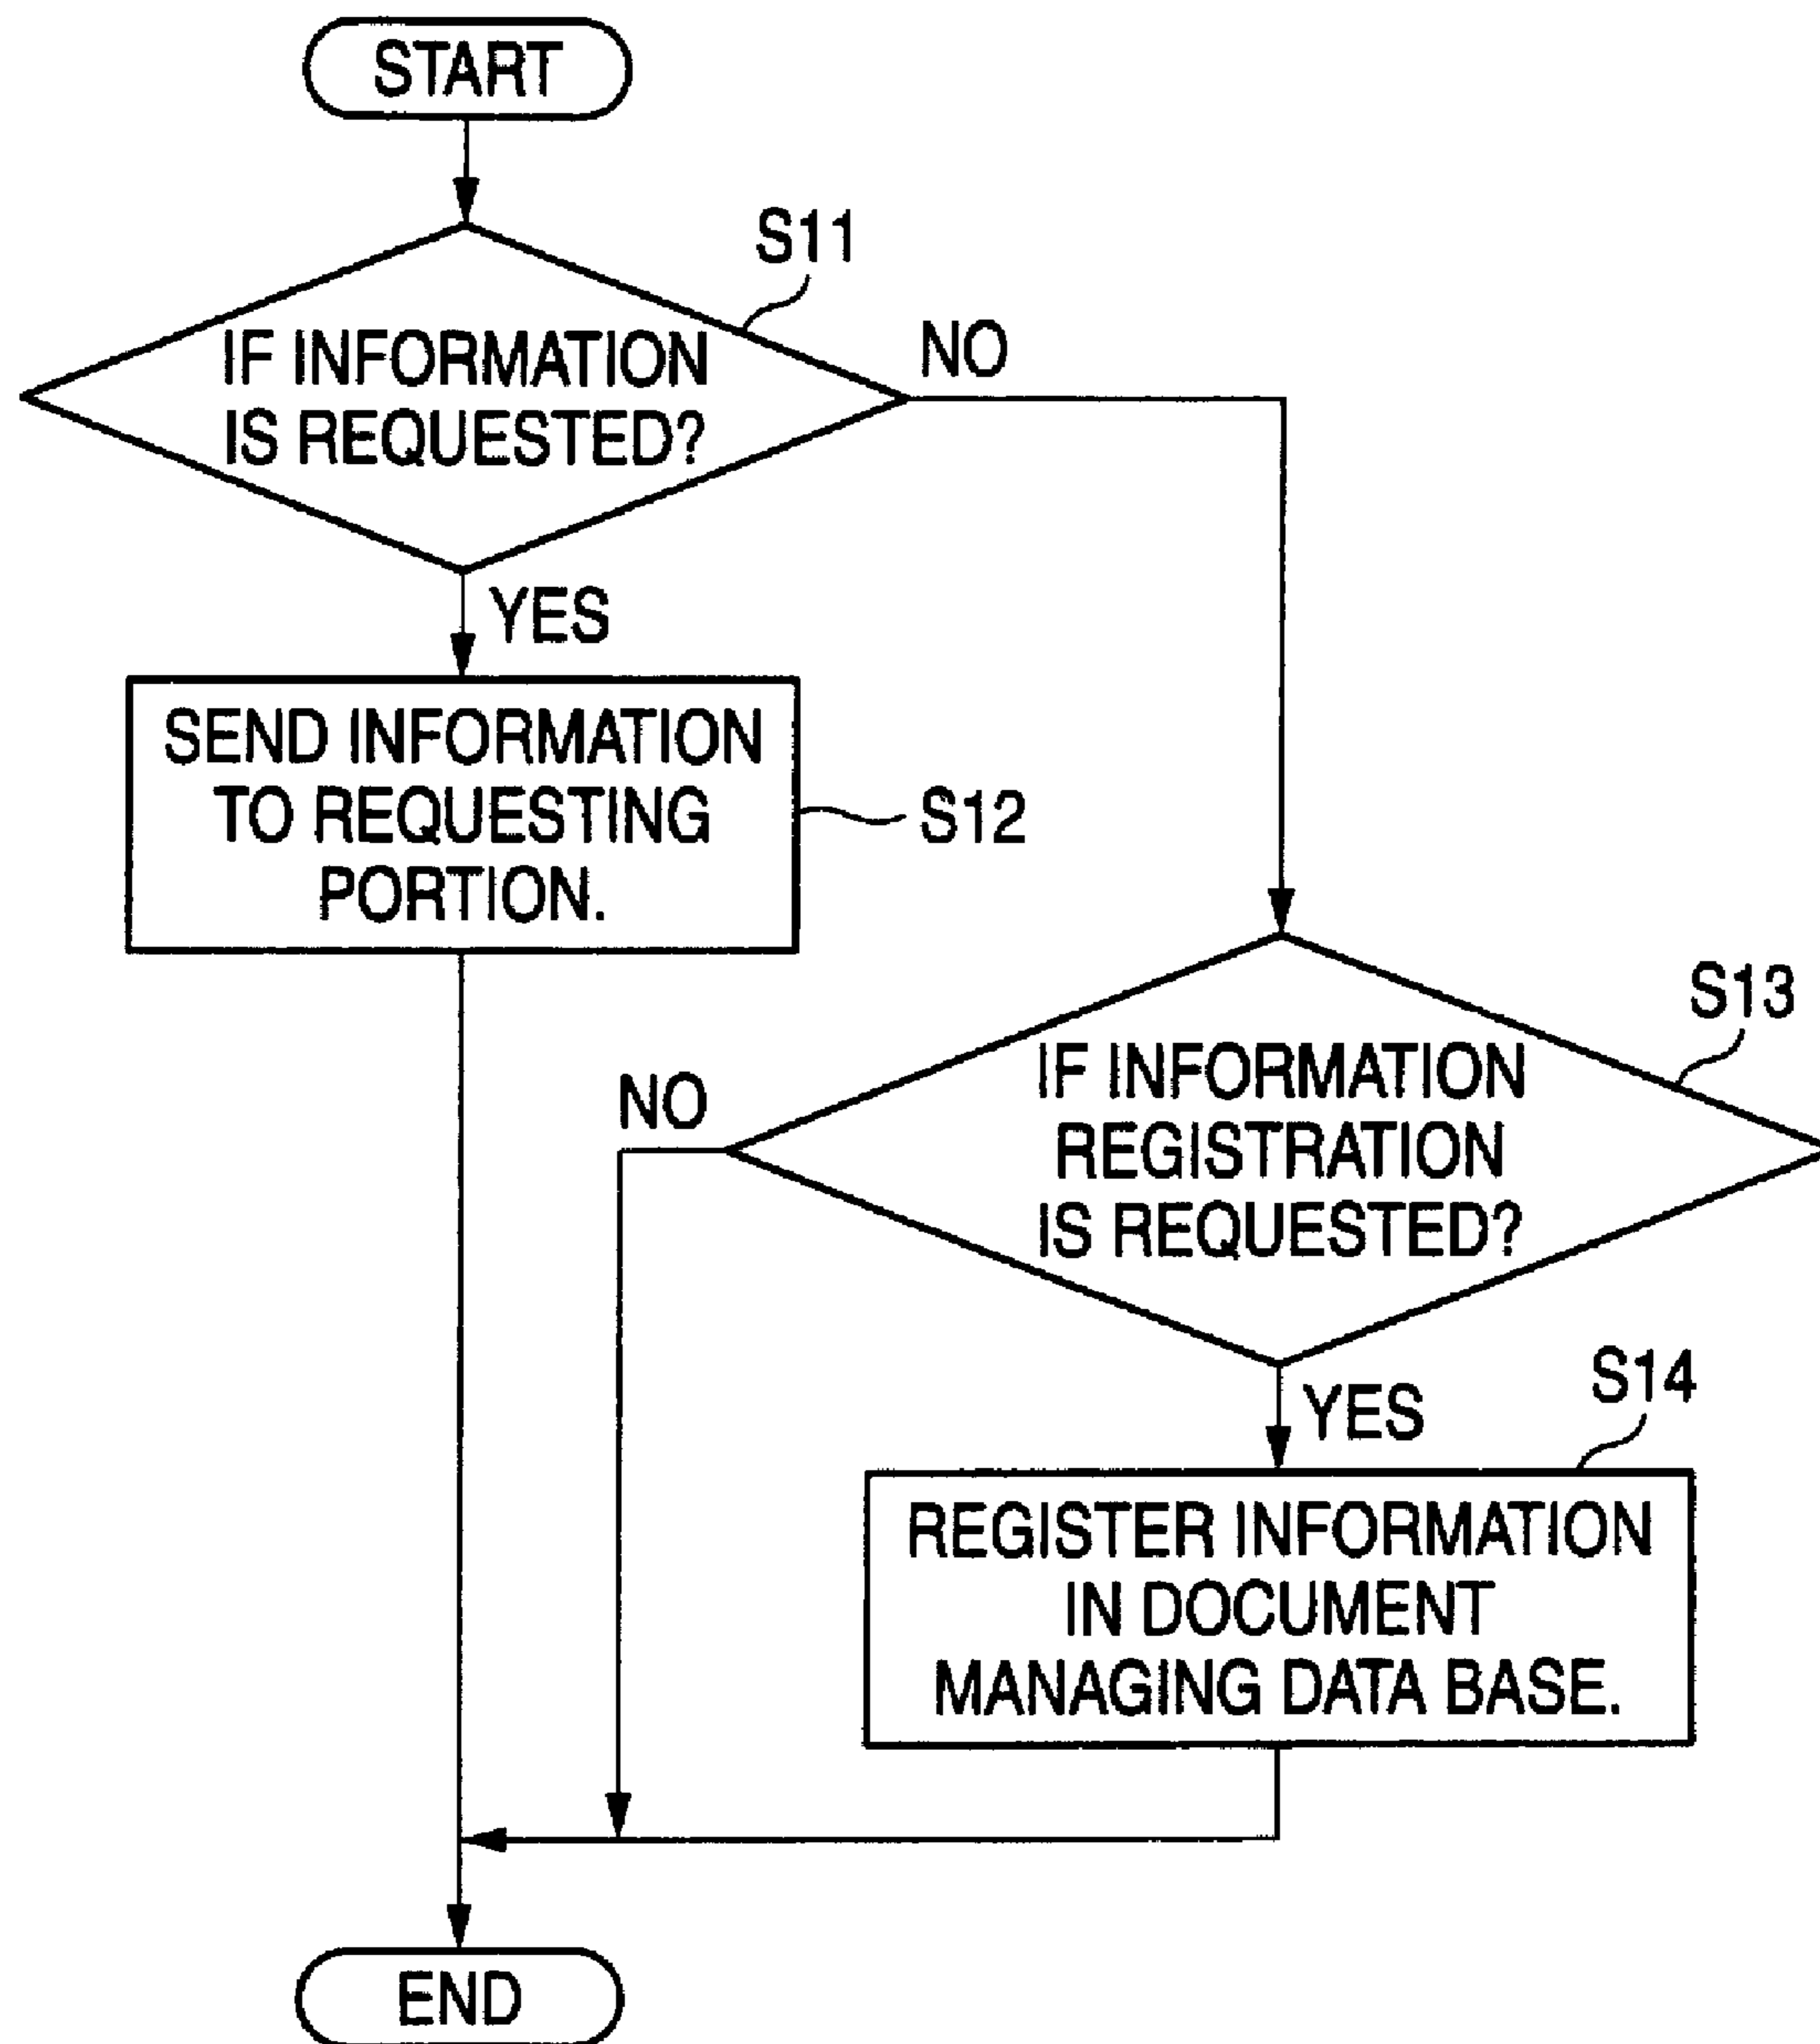 START
S11
IF INFORMATION
IS REQUESTED?
NO
YES
SEND INFORMATION
TO REQUESTING
PORTION.
S12
S13
IF INFORMATION
REGISTRATION
IS REQUESTED?
NO
YES
S14
REGISTER INFORMATION
IN DOCUMENT
MANAGING DATA BASE.
END